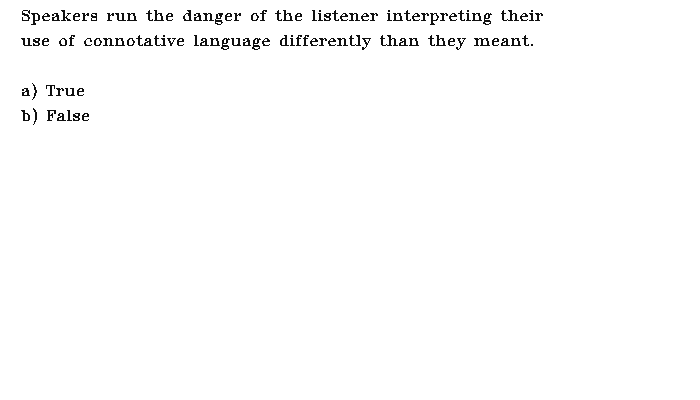 Speakers run the danger of the listener interpreting their
use of connotative language differently than they meant.
a) True
b) False